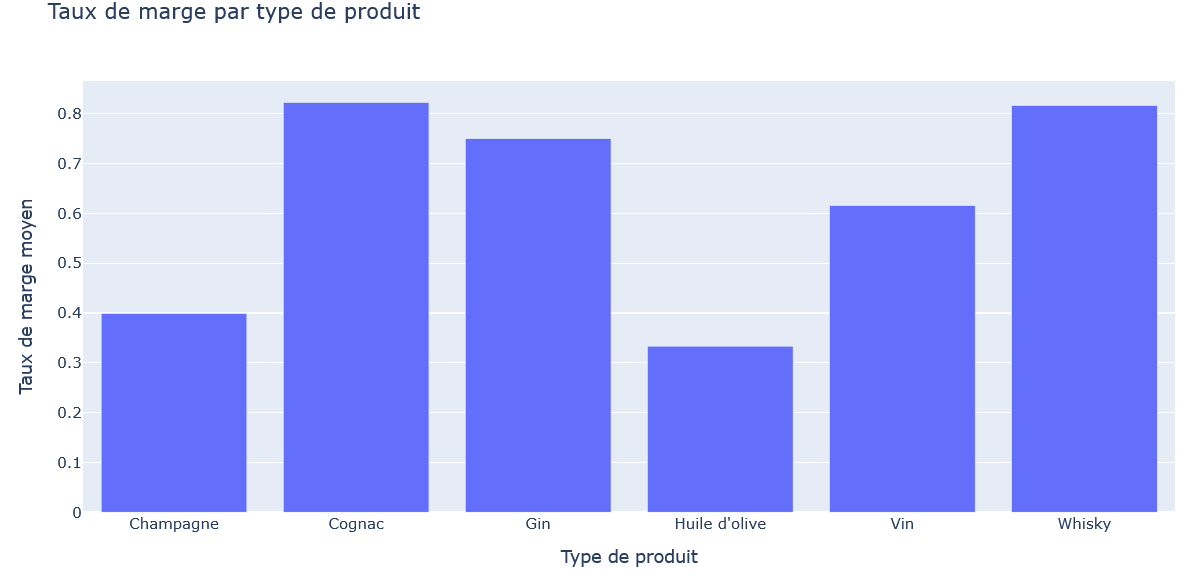 Taux de marge par type de produit
Taux de marge moyen
0.8
0.7
0.6
0.5
0.4
0.3
0.2
0.1
0
Champagne Cognac Gin Huile d'olive Vin Whisky
Type de produit